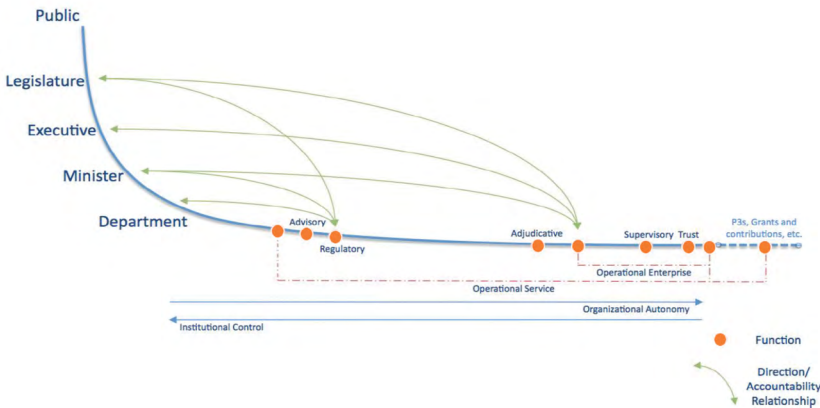 Public
Legislature
Executive
Minister
Department
Advisory
Regulatory
Adjudicative
Supervisory Trust
P3s, Grants and
contributions, etc.
Operational Enterprise
Operational Service
Organizational Autonomy
Institutional Control
Function
Direction/
Accountability
Relationship